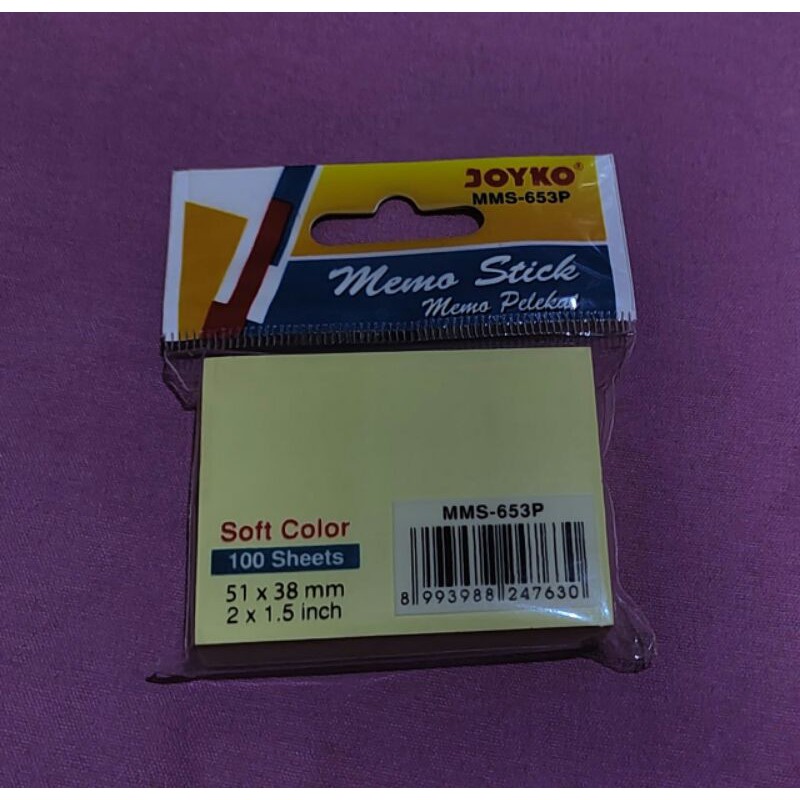 JOYKO®
MMS-653P
Memo Stick
Memo Pelekat
Soft Color
100 Sheets
51 x 38 mm
2 x 1.5 inch
MMS-653P
8 993988 247630